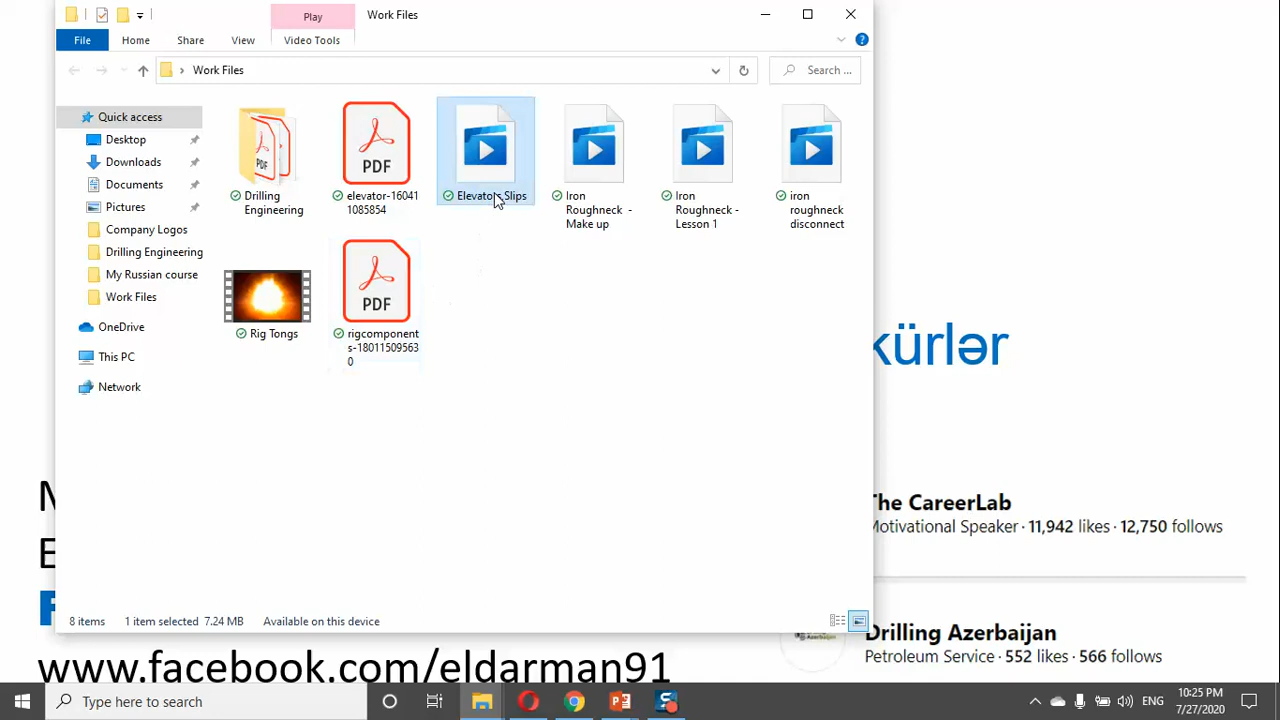 Play
Work Files
File
Home
Share
View
Video Tools
Work Files
Search ...
Quick access
Desktop
Downloads
Documents
Pictures
Company Logos
Drilling Engineering
My Russian course
Work Files
OneDrive
This PC
Network
Drilling
Engineering
PDF
elevator-16041
1085854
Elevator Slips
Iron
Roughneck -
Make up
Iron
Roughneck -
Lesson 1
iron
roughneck
disconnect
Rig Tongs
PDF
rigcomponent
s-18011509563
0
8 items
1 item selected 7.24 MB
Available on this device
kürlər
The CareerLab
Motivational Speaker · 11,942 likes · 12,750 follows
Drilling Azerbaijan
Petroleum Service · 552 likes · 566 follows
www.facebook.com/eldarman91
Type here to search
ENG
10:25 PM
7/27/2020